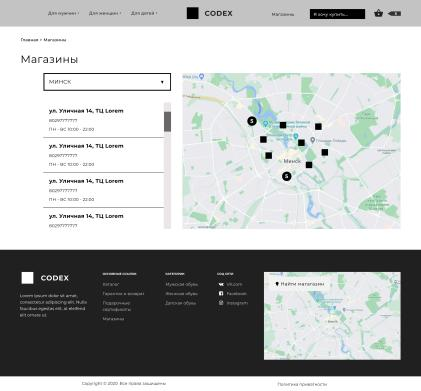 Для мужчин
Для женщин
Для детей
CODEX
Магазины
Я хочу купить...
Главная > Магазины
Магазины
МИНСК
ул. Уличная 14, ТЦ Lorem
80297777777
ПН - ВС 10:00 - 22:00
ул. Уличная 14, ТЦ Lorem
80297777777
ПН - ВС 10:00 - 22:00
ул. Уличная 14, ТЦ Lorem
80297777777
ПН - ВС 10:00 - 22:00
ул. Уличная 14, ТЦ Lorem
80297777777
5
Минск
5
CODEX
Lorem ipsum dolor sit amet,
consectetur adipiscing elit. Nulla
faucibus egestas elit, at eleifend
elit ornare ut.
ОСНОВНЫЕ ССЫЛКИ
Каталог
Гарантия и возврат
Подарочные
сертификаты
Магазины
КАТЕГОРИИ
Мужская обувь
Женская обувь
Детская обувь
СОЦ СЕТИ
VK.com
Facebook
Instagram
Найти магагазин
Copyright © 2020 Все права защищены
Политика приватности